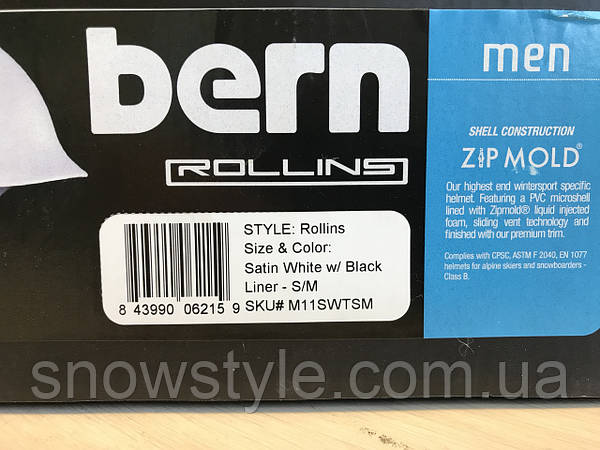 bern
ROLLINS
STYLE: Rollins
Size & Color:
Satin White w/ Black
Liner - S/M
SKU# M11SWTSM
8 43990 06215 9
men
SHELL CONSTRUCTION
ZIPMOLD®
Our highest end wintersport specific
helmet. Featuring a PVC microshell
lined with Zipmold® liquid injected
foam, sliding vent technology and
finished with our premium trim.
Complies with CPSC, ASTM F 2040, EN 1077
helmets for alpine skiers and snowboarders -
Class B.
snowstyle.com.ua